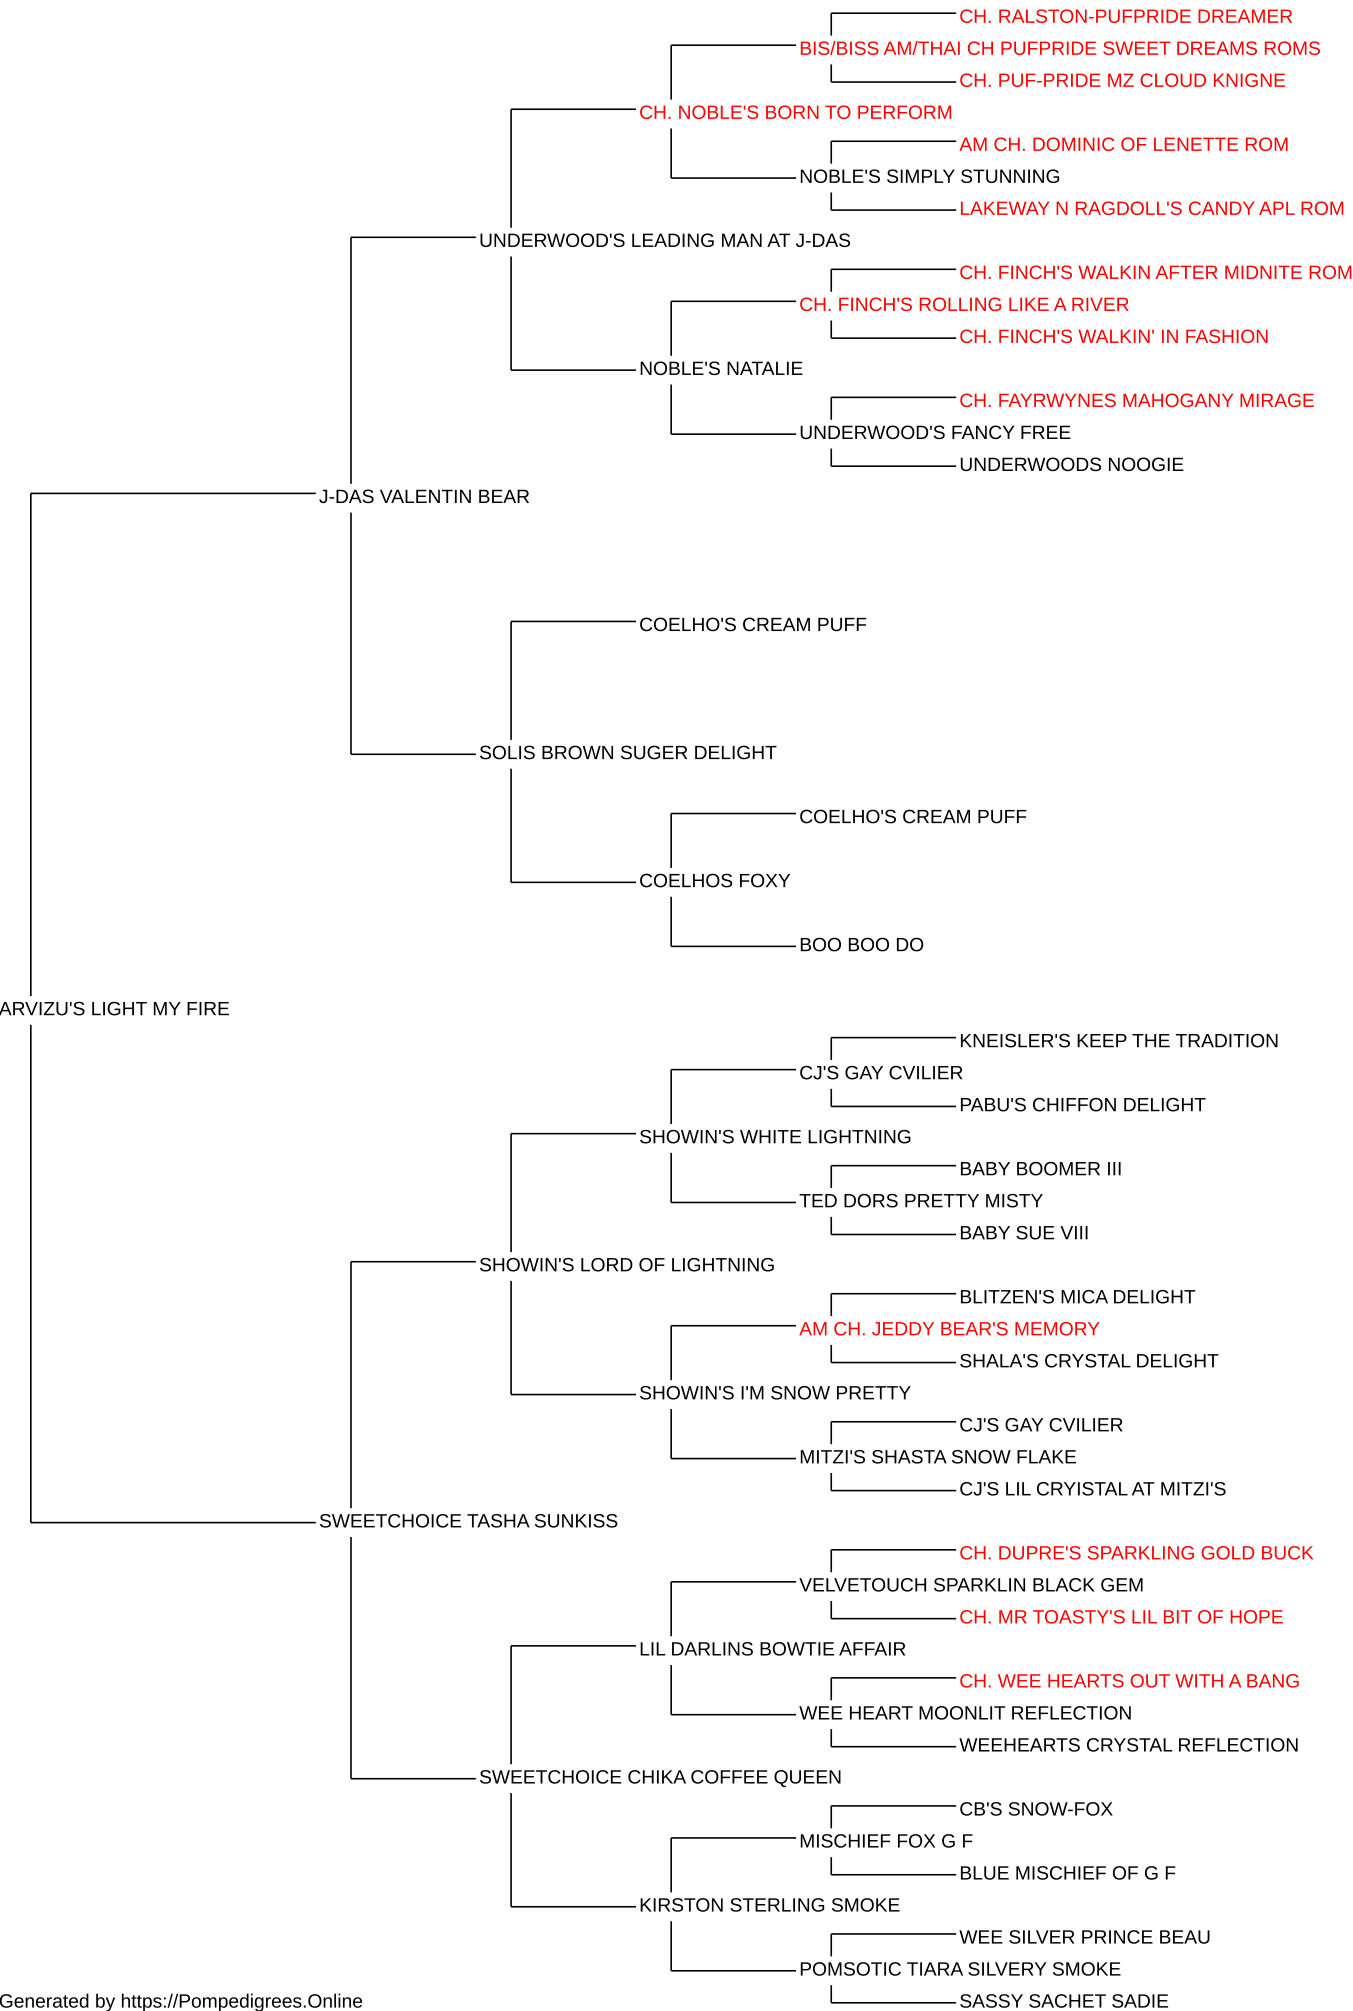 CH. RALSTON-PUFPRIDE DREAMER
BIS/BISS AM/THAI CH PUFPRIDE SWEET DREAMS ROMS
CH. PUF-PRIDE MZ CLOUD KNIGNE
CH. NOBLE'S BORN TO PERFORM
AM CH. DOMINIC OF LENETTE ROM
NOBLE'S SIMPLY STUNNING
LAKEWAY N RAGDOLL'S CANDY APL ROM
UNDERWOOD'S LEADING MAN AT J-DAS
CH. FINCH'S WALKIN AFTER MIDNITE ROM
CH. FINCH'S ROLLING LIKE A RIVER
CH. FINCH'S WALKIN' IN FASHION
NOBLE'S NATALIE
CH. FAYRWYNES MAHOGANY MIRAGE
UNDERWOOD'S FANCY FREE
UNDERWOODS NOOGIE
J-DAS VALENTIN BEAR
COELHO'S CREAM PUFF
SOLIS BROWN SUGER DELIGHT
COELHO'S CREAM PUFF
COELHOS FOXY
BOO BOO DO
ARVIZU'S LIGHT MY FIRE
KNEISLER'S KEEP THE TRADITION
CJ'S GAY CVILIER
PABU'S CHIFFON DELIGHT
SHOWIN'S WHITE LIGHTNING
BABY BOOMER III
TED DORS PRETTY MISTY
BABY SUE VIII
SHOWIN'S LORD OF LIGHTNING
BLITZEN'S MICA DELIGHT
AM CH. JEDDY BEAR'S MEMORY
SHALA'S CRYSTAL DELIGHT
SHOWIN'S I'M SNOW PRETTY
CJ'S GAY CVILIER
MITZI'S SHASTA SNOW FLAKE
CJ'S LIL CRYISTAL AT MITZI'S
SWEETCHOICE TASHA SUNKISS
CH. DUPRE'S SPARKLING GOLD BUCK
VELVETOUCH SPARKLIN BLACK GEM
CH. MR TOASTY'S LIL BIT OF HOPE
LIL DARLINS BOWTIE AFFAIR
CH. WEE HEARTS OUT WITH A BANG
WEE HEART MOONLIT REFLECTION
WEEHEARTS CRYSTAL REFLECTION
SWEETCHOICE CHIKA COFFEE QUEEN
CB'S SNOW-FOX
MISCHIEF FOX G F
BLUE MISCHIEF OF G F
KIRSTON STERLING SMOKE
WEE SILVER PRINCE BEAU
POMSOTIC TIARA SILVERY SMOKE
SASSY SACHET SADIE
Generated by https://Pompedigrees.Online